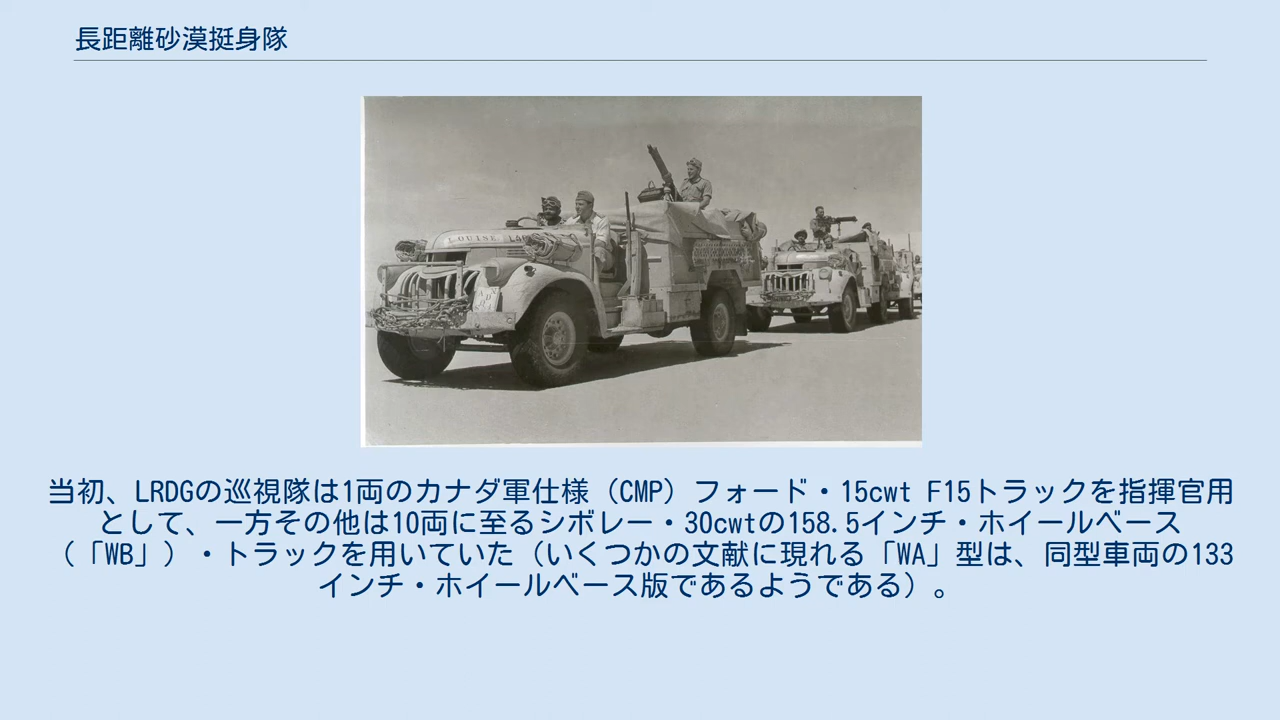 長距離砂漠挺身隊
LOUISE
当初、LRDGの巡視隊は1両のカナダ軍仕様（CMP）フォード・15cwt F15トラックを指揮官用
として、一方その他は10両に至るシボレー・30cwtの158.5インチ・ホイールベース
（「WB」）・トラックを用いていた（いくつかの文献に現れる「WA」型は、同型車両の133
インチ・ホイールベース版であるようである）。